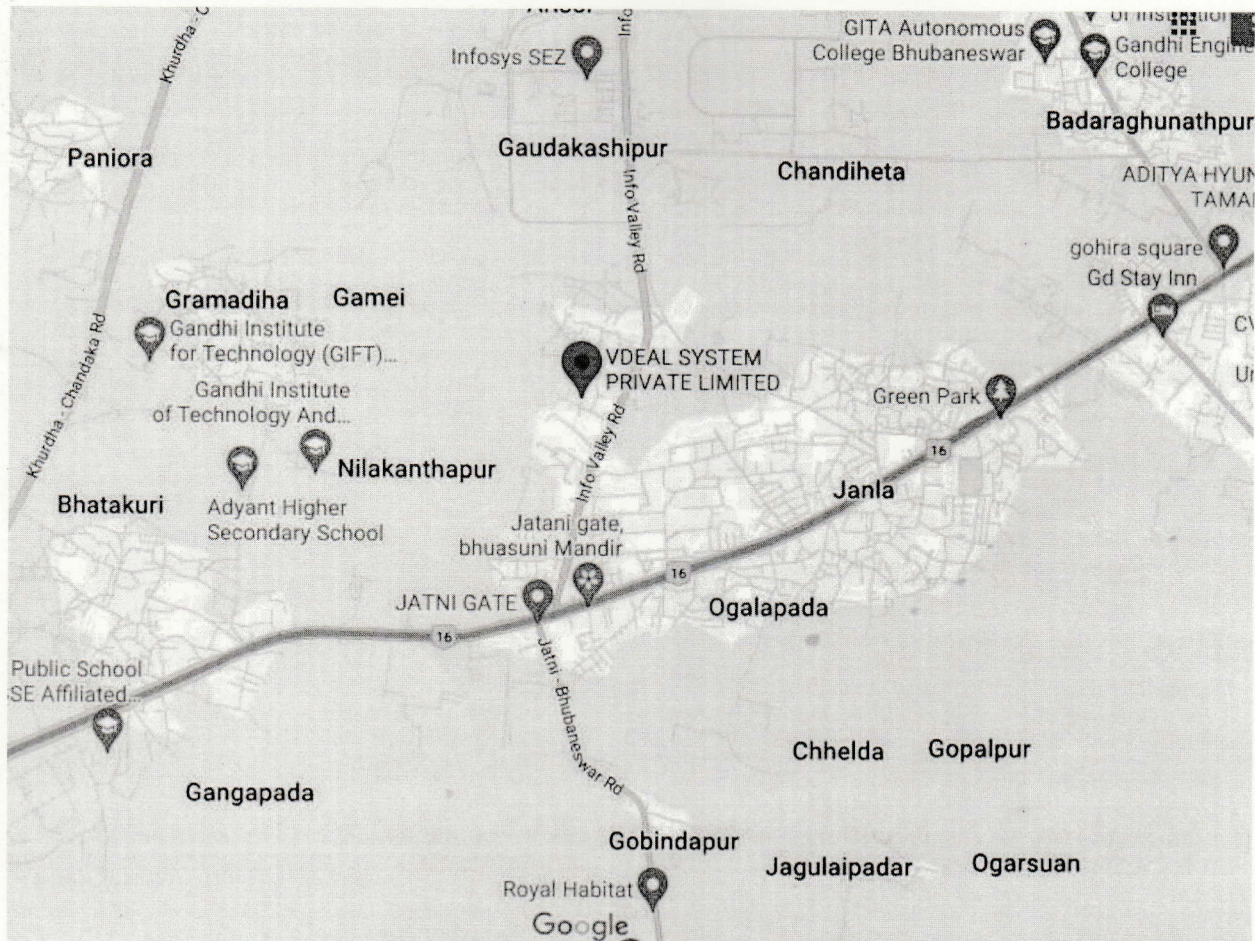 Khurdha - C
Info
of Institution
GITA Autonomous
College Bhubaneswar
Gandhi Engine
College
Infosys SEZ
Badaraghunathpur
Paniora
Gaudakashipur
Chandiheta
ADITYA HYUN
TAMA
Info Valley Rd
gohira square
Gd Stay Inn
Gramadiha
Gamei
Gandhi Institute
for Technology (GIFT)...
Khurdha - Chandaka Rd
VDEAL SYSTEM
PRIVATE LIMITED
Gandhi Institute
of Technology And...
Green Park
Info Valley Rd
16
Nilakanthapur
Janla
Bhatakuri
Adyant Higher
Secondary School
Jatani gate,
bhuasuni Mandir
16
JATNI GATE
Ogalapada
16
Public School
SE Affiliated...
Jatni - Bhubaneswar Rd
Chhelda
Gopalpur
Gangapada
Gobindapur
Jagulaipadar
Ogarsuan
Royal Habitat
Google